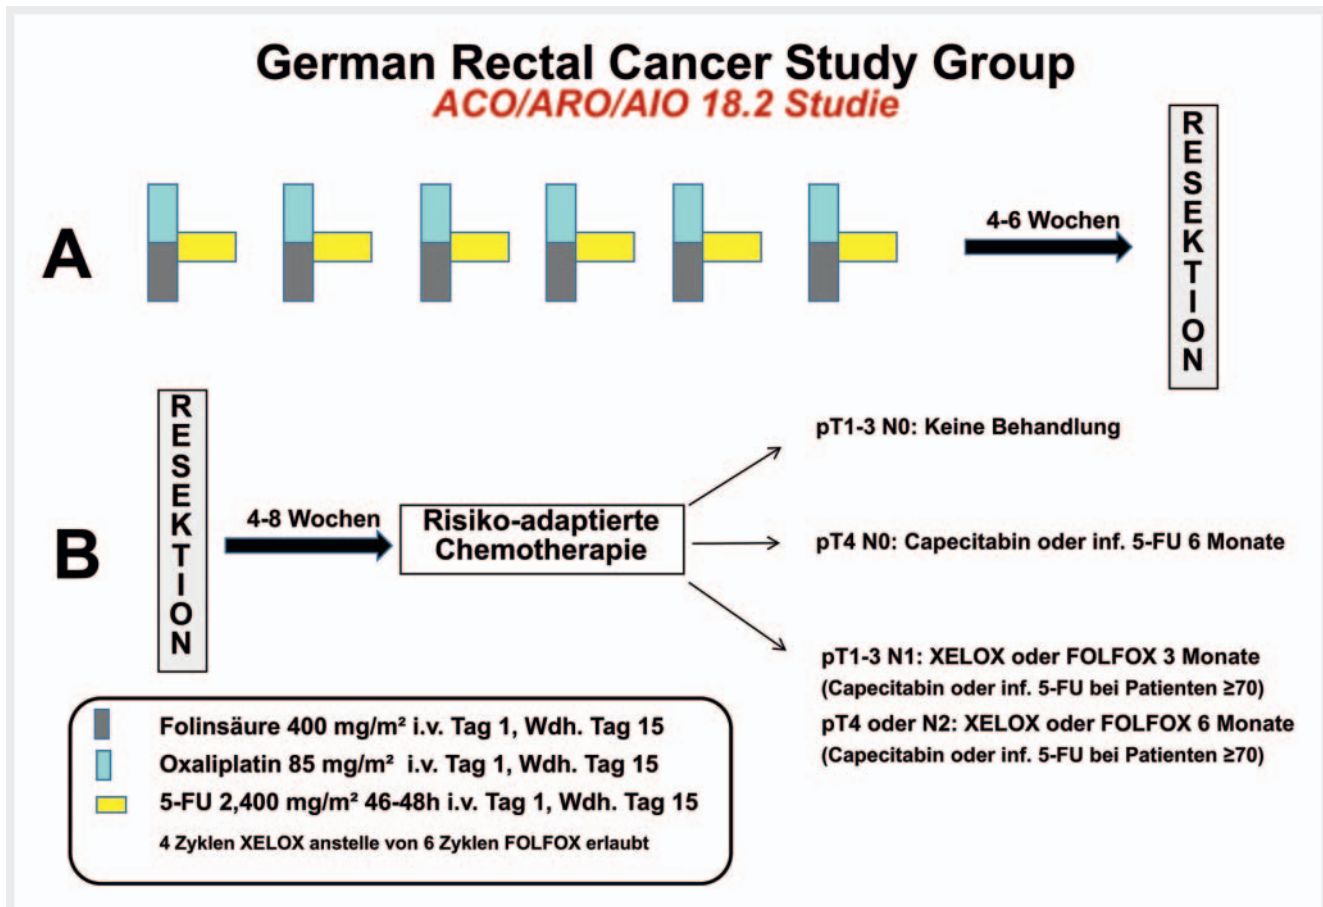 German Rectal Cancer Study Group
ACO/ARO/AIO 18.2 Studie
A
4-6 Wochen
RESEKTION
B
RESEKTION
4-8 Wochen
Risiko-adaptierte
Chemotherapie
pT1-3 N0: Keine Behandlung
pT4 N0: Capecitabin oder inf. 5-FU 6 Monate
pT1-3 N1: XELOX oder FOLFOX 3 Monate
(Capecitabin oder inf. 5-FU bei Patienten ≥70)
pT4 oder N2: XELOX oder FOLFOX 6 Monate
(Capecitabin oder inf. 5-FU bei Patienten ≥70)
Folinsäure 400 mg/m² i.v. Tag 1, Wdh. Tag 15
Oxaliplatin 85 mg/m² i.v. Tag 1, Wdh. Tag 15
5-FU 2,400 mg/m² 46-48h i.v. Tag 1, Wdh. Tag 15
4 Zyklen XELOX anstelle von 6 Zyklen FOLFOX erlaubt